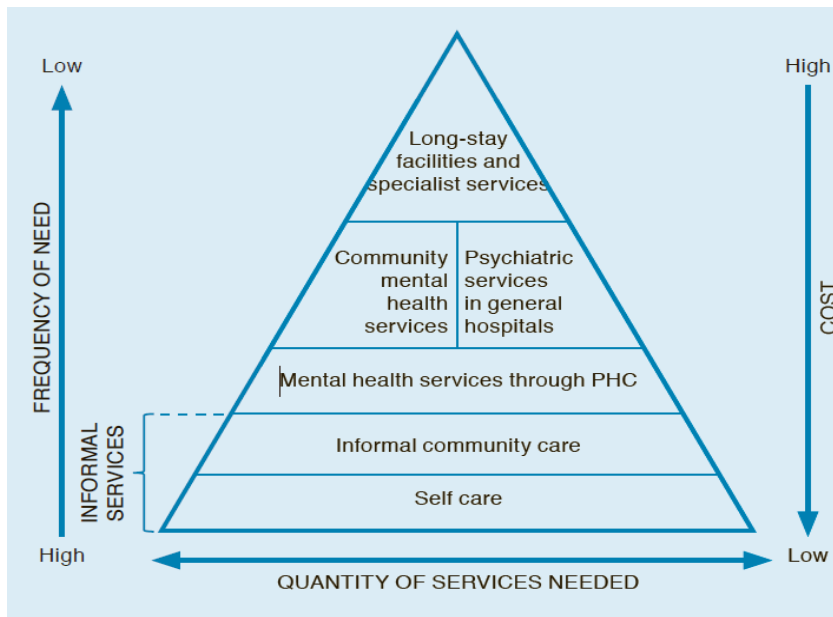 Low
High
Long-stay
facilities and
specialist services
FREQUENCY OF NEED
Community
mental
health
services
Psychiatric
services
in general
hospitals
COST
Mental health services through PHC
INFORMAL
SERVICES
Informal community care
Self care
High
Low
QUANTITY OF SERVICES NEEDED